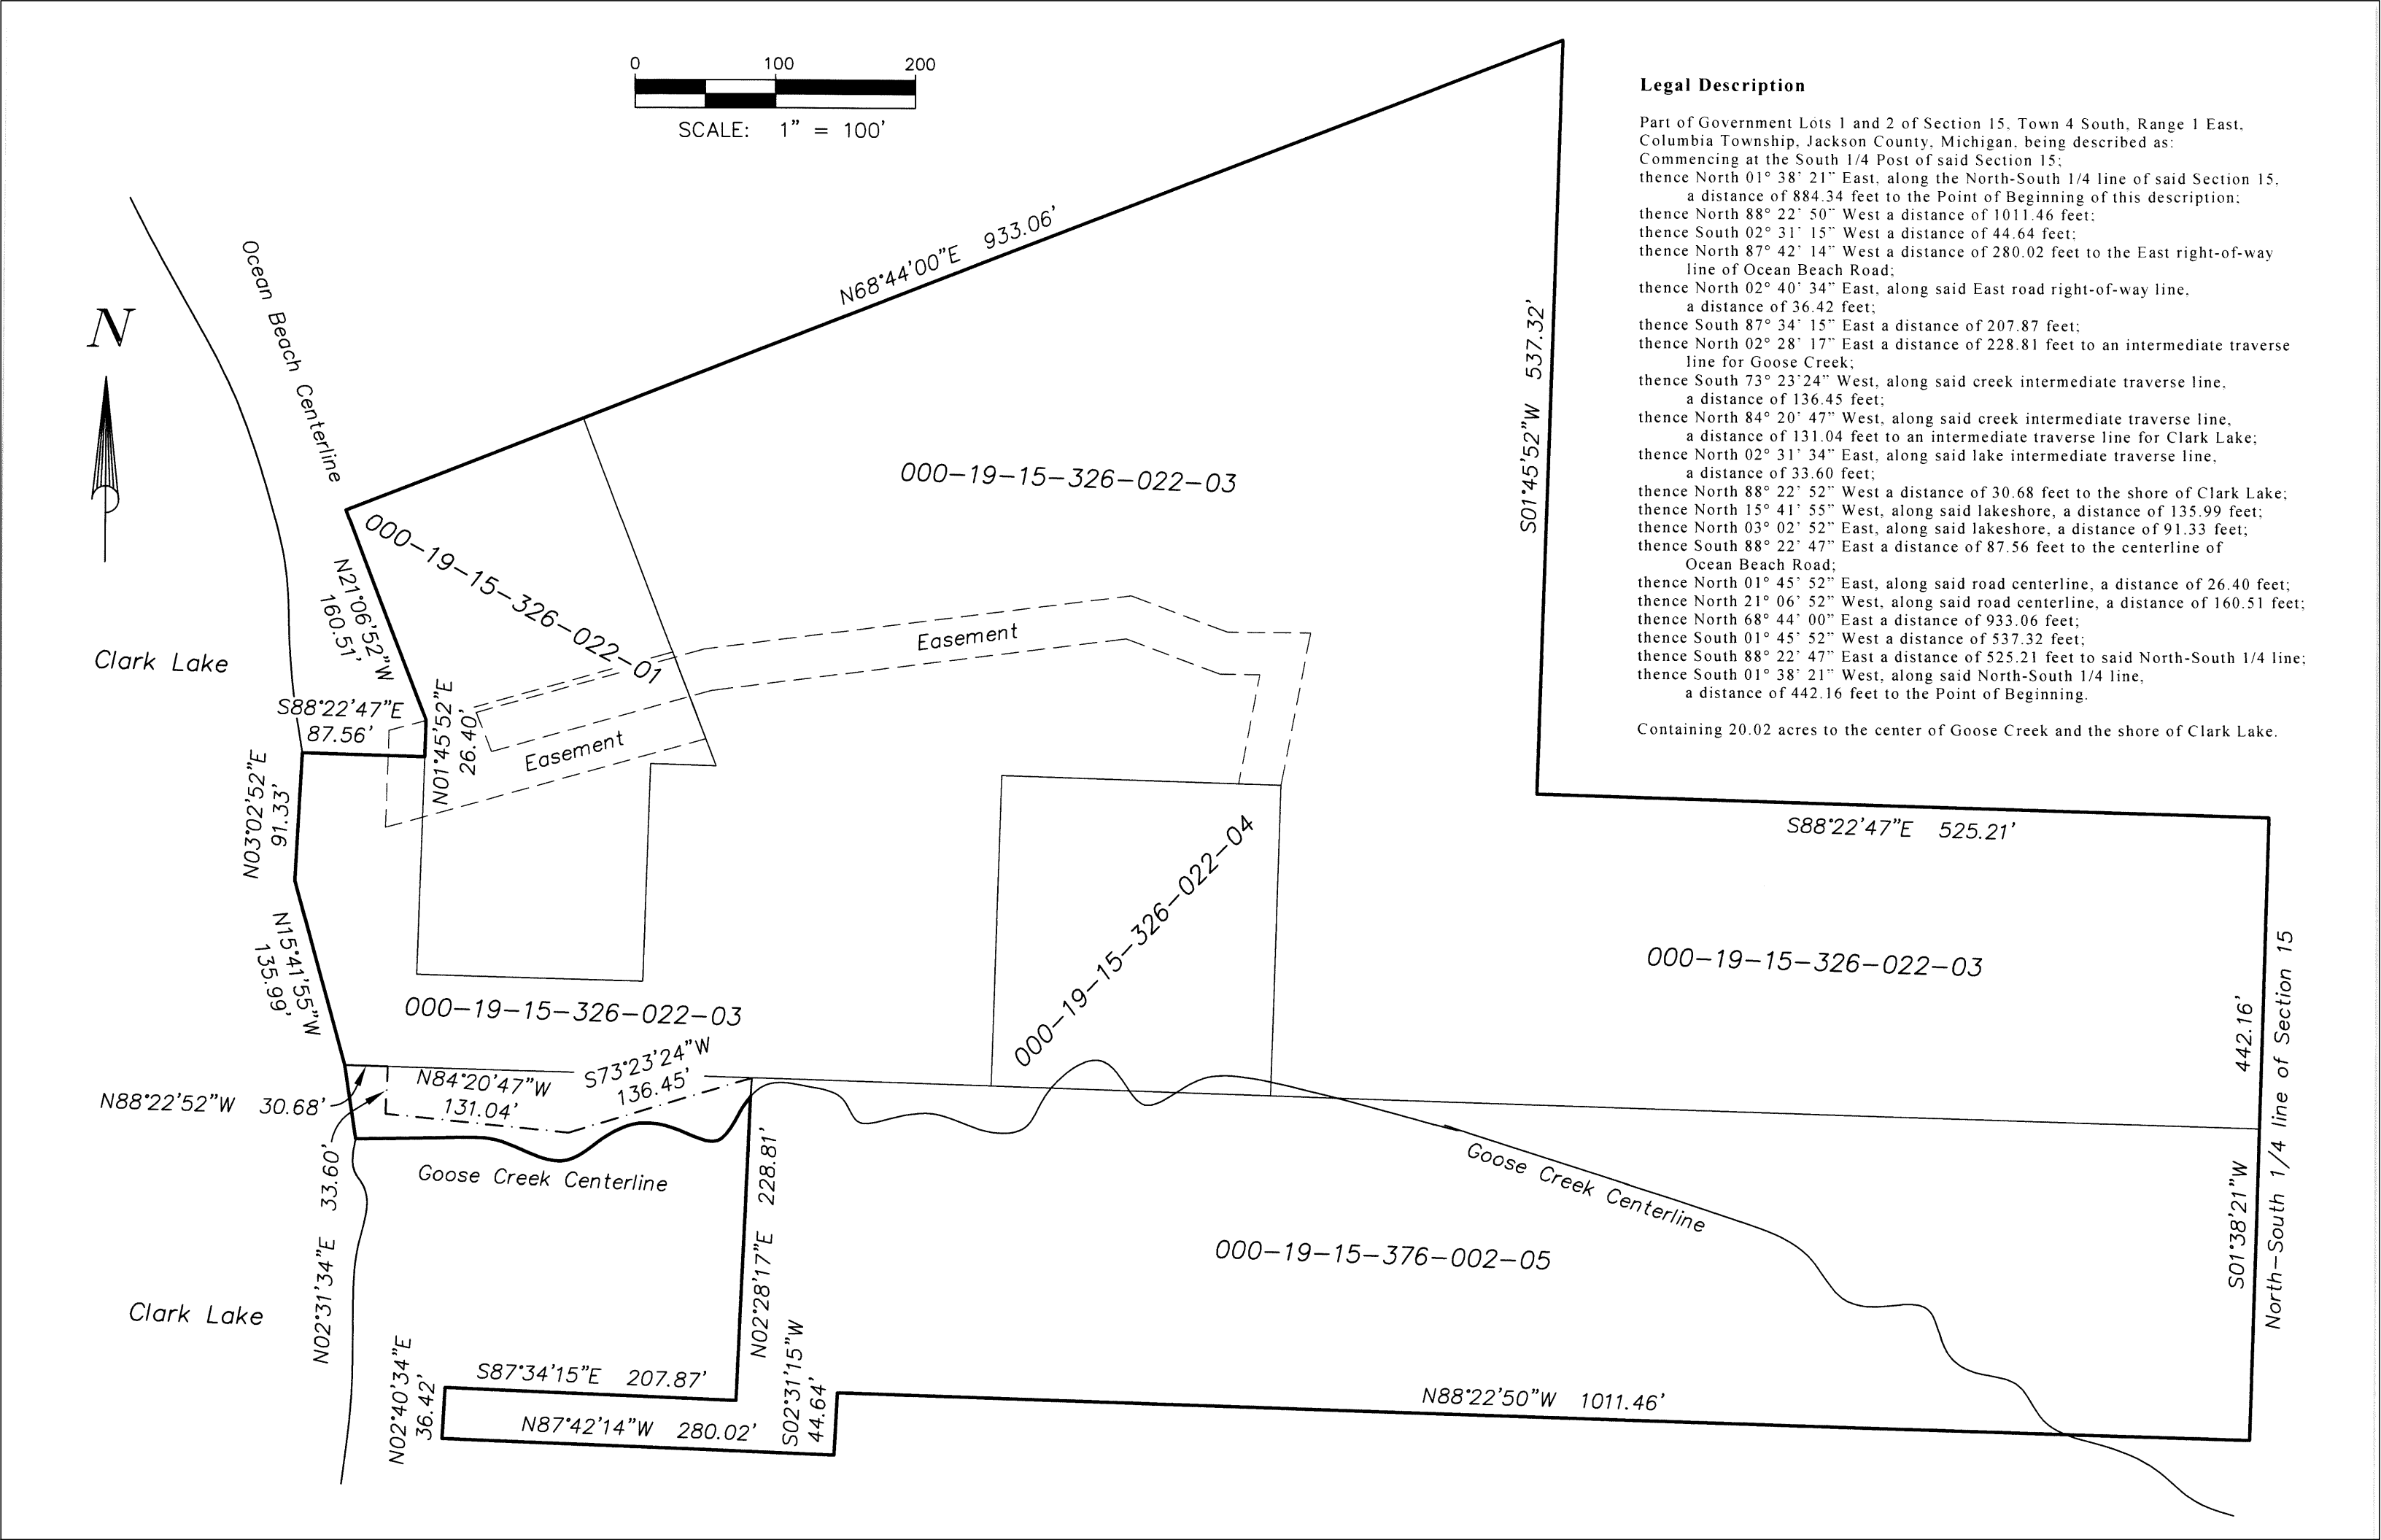 0 100 200
SCALE: 1" = 100'
Legal Description
Part of Government Lots 1 and 2 of Section 15, Town 4 South, Range 1 East,
Columbia Township, Jackson County, Michigan, being described as:
Commencing at the South 1/4 Post of said Section 15;
thence North 01° 38' 21" East, along the North-South 1/4 line of said Section 15,
a distance of 884.34 feet to the Point of Beginning of this description;
thence North 88° 22' 50" West a distance of 1011.46 feet;
thence South 02° 31' 15" West a distance of 44.64 feet;
thence North 87° 42' 14" West a distance of 280.02 feet to the East right-of-way
line of Ocean Beach Road;
thence North 02° 40' 34" East, along said East road right-of-way line,
a distance of 36.42 feet;
thence South 87° 34' 15" East a distance of 207.87 feet;
thence North 02° 28' 17" East a distance of 228.81 feet to an intermediate traverse
line for Goose Creek;
thence South 73° 23'24" West, along said creek intermediate traverse line,
a distance of 136.45 feet;
thence North 84° 20' 47" West, along said creek intermediate traverse line,
a distance of 131.04 feet to an intermediate traverse line for Clark Lake;
thence North 02° 31' 34" East, along said lake intermediate traverse line,
a distance of 33.60 feet;
thence North 88° 22' 52" West a distance of 30.68 feet to the shore of Clark Lake;
thence North 15° 41' 55" West, along said lakeshore, a distance of 135.99 feet;
thence North 03° 02' 52" East, along said lakeshore, a distance of 91.33 feet;
thence South 88° 22' 47" East a distance of 87.56 feet to the centerline of
Ocean Beach Road;
thence North 01° 45' 52" East, along said road centerline, a distance of 26.40 feet;
thence North 21° 06' 52" West, along said road centerline, a distance of 160.51 feet;
thence North 68° 44' 00" East a distance of 933.06 feet;
thence South 01° 45' 52" West a distance of 537.32 feet;
thence South 88° 22' 47" East a distance of 525.21 feet to said North-South 1/4 line;
thence South 01° 38' 21" West, along said North-South 1/4 line,
a distance of 442.16 feet to the Point of Beginning.
Containing 20.02 acres to the center of Goose Creek and the shore of Clark Lake.
N
Ocean Beach Centerline
N68°44'00"E 933.06'
S01°45'52"W 537.32'
000-19-15-326-022-03
000-19-15-326-022-01
N21°06'52"W
160.51'
Clark Lake
Easement
S88°22'47"E
87.56'
N01°45'52"E
26.40'
Easement
N03°02'52"E
91.33'
S88°22'47"E 525.21'
000-19-15-326-022-04
N15°41'55"W
135.99'
000-19-15-326-022-03
000-19-15-326-022-03
442.16'
S01°38'21"W
North-South 1/4 line of Section 15
S73°23'24"W
136.45'
N84°20'47"W
131.04'
N88°22'52"W 30.68'
N02°31'34"E 33.60'
Goose Creek Centerline
N02°28'17"E 228.81'
Goose Creek Centerline
000-19-15-376-002-05
Clark Lake
N02°40'34"E
36.42'
S87°34'15"E 207.87'
N87°42'14"W 280.02'
S02°31'15"W
44.64'
N88°22'50"W 1011.46'